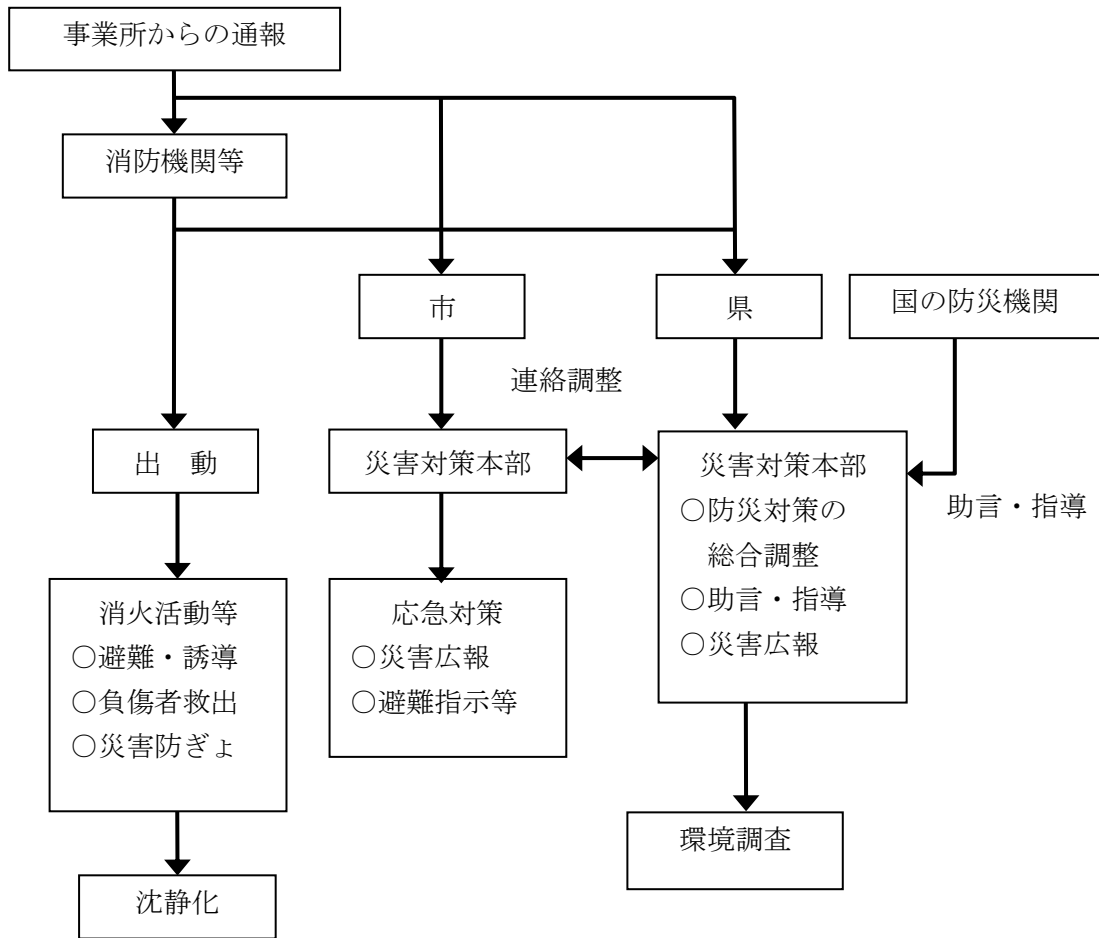 事業所からの通報
消防機関等
市
県
国の防災機関
連絡調整
出　動
災害対策本部
災害対策本部
○防災対策の
総合調整
○助言・指導
○災害広報
助言・指導
消火活動等
○避難・誘導
○負傷者救出
○災害防ぎょ
応急対策
○災害広報
○避難指示等
環境調査
沈静化